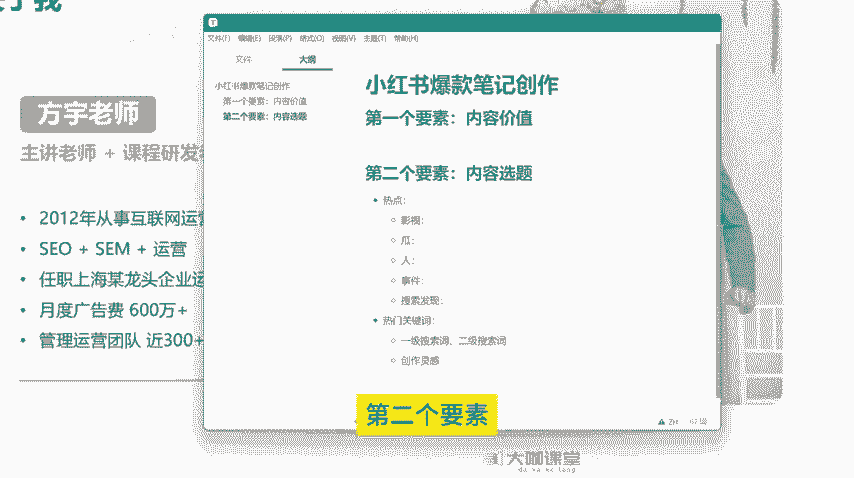 方宇老师
主讲老师 + 课程研发
2012年从事互联网运营
SEO + SEM + 运营
任职上海某龙头企业运
月度广告费 600万+
管理运营团队 近300+
T
文件(F) 编辑(E) 段落(P) 格式(O) 视图(V) 主题(T) 帮助(H)
文件 大纲
小红书爆款笔记创作
第一个要素：内容价值
第二个要素：内容选题
小红书爆款笔记创作
第一个要素：内容价值
第二个要素：内容选题
热点：
影视：
瓜：
人：
事件：
搜索发现：
热门关键词：
一级搜索词、二级搜索词
创作灵感
第二个要素
大咖课堂